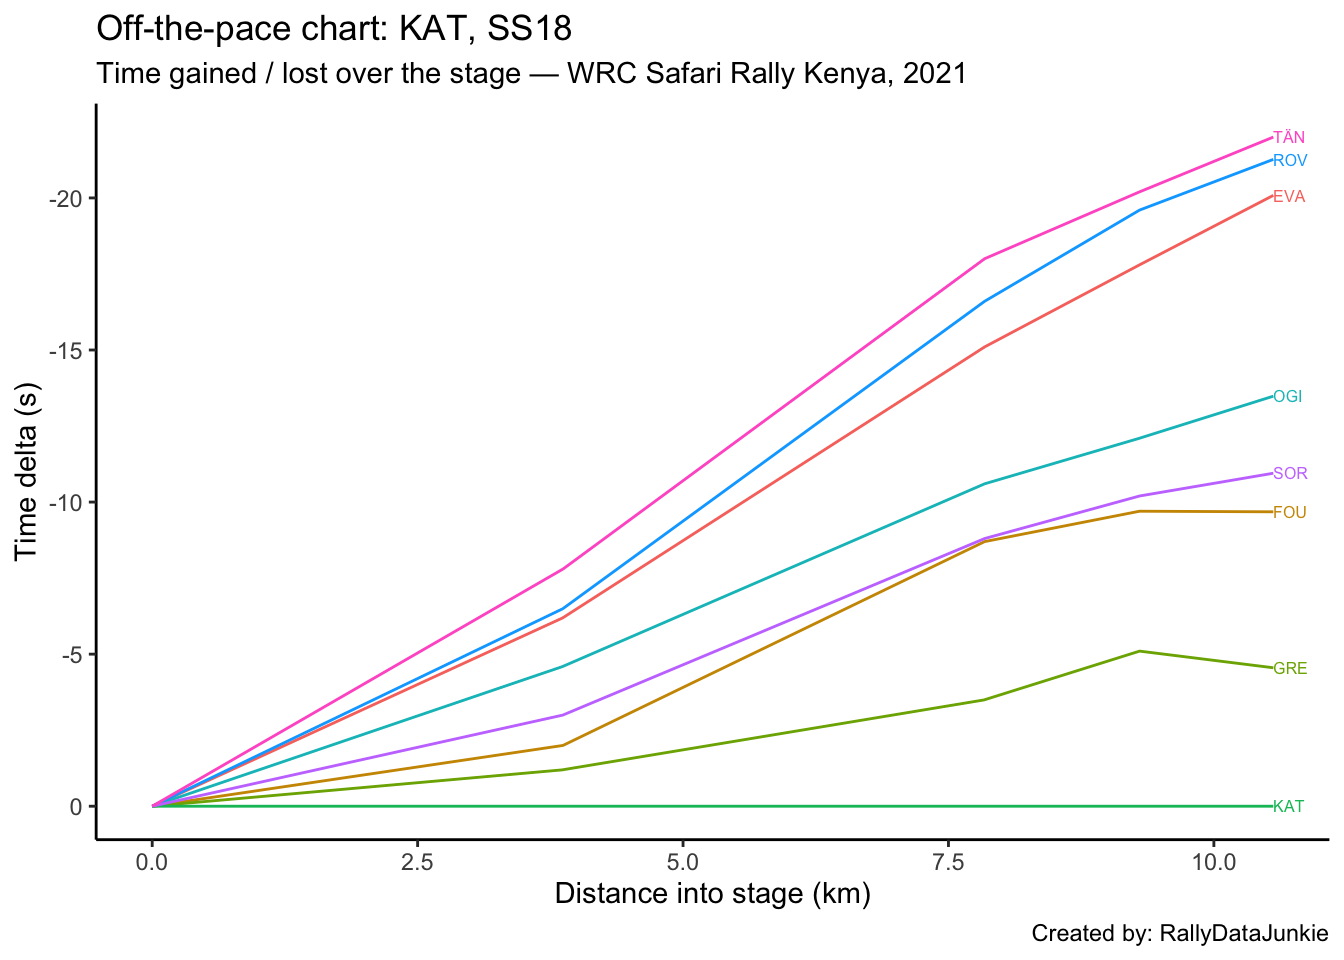 Off-the-pace chart: KAT, SS18
Time gained / lost over the stage — WRC Safari Rally Kenya, 2021
Time delta (s)
-20
-15
-10
-5
0
TÄN
ROV
EVA
OGI
SOR
FOU
GRE
KAT
0.0 2.5 5.0 7.5 10.0
Distance into stage (km)
Created by: RallyDataJunkie